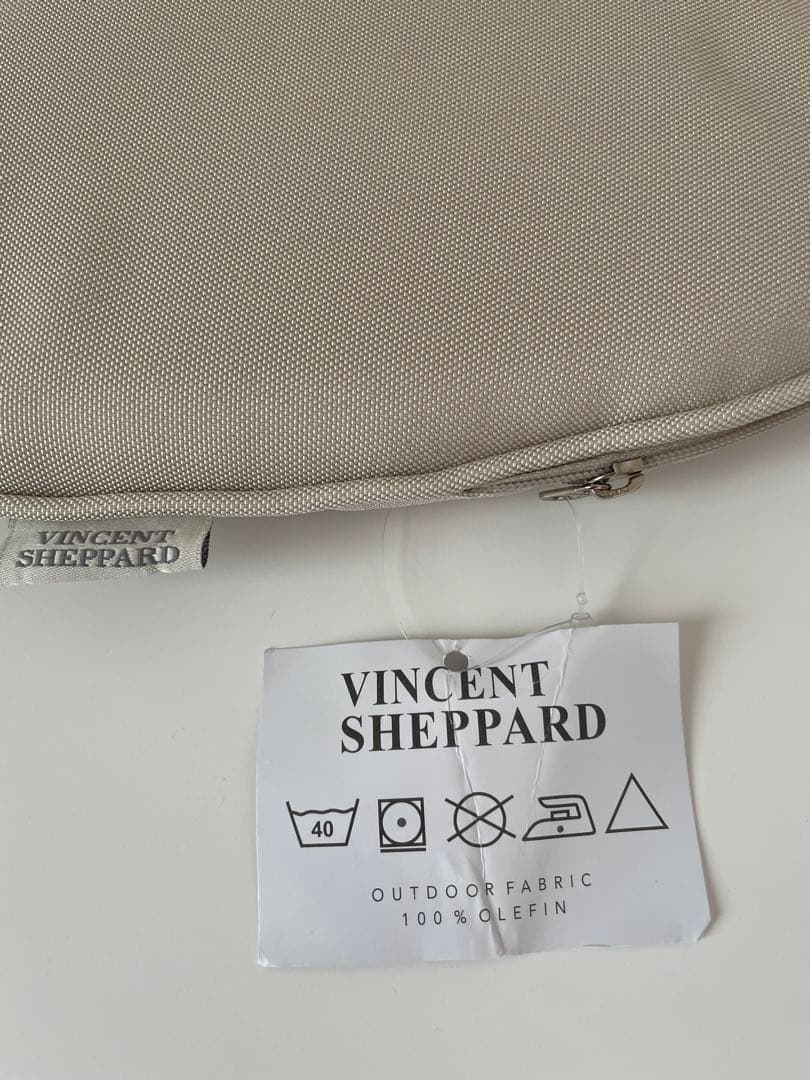 VINCENT
SHEPPARD
VINCENT
SHEPPARD
40
OUTDOOR FABRIC
100 % OLEFIN